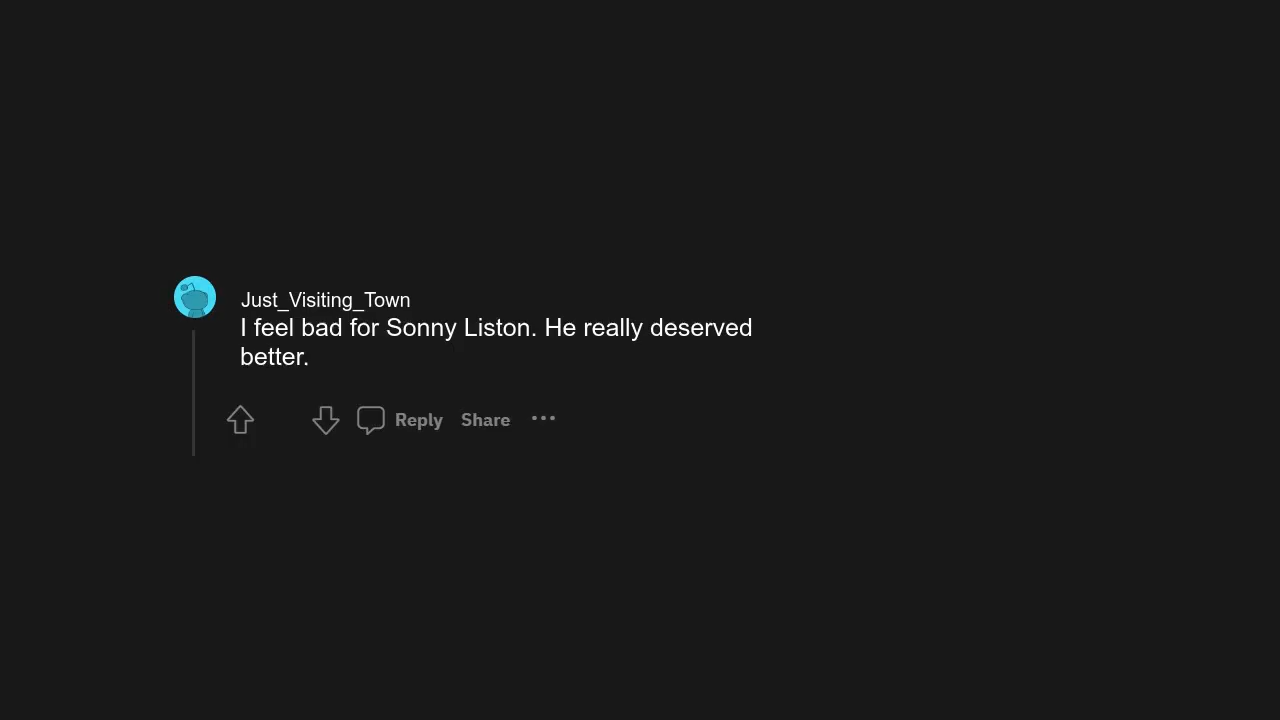 Just_Visiting_Town
I feel bad for Sonny Liston. He really deserved
better.
Reply Share